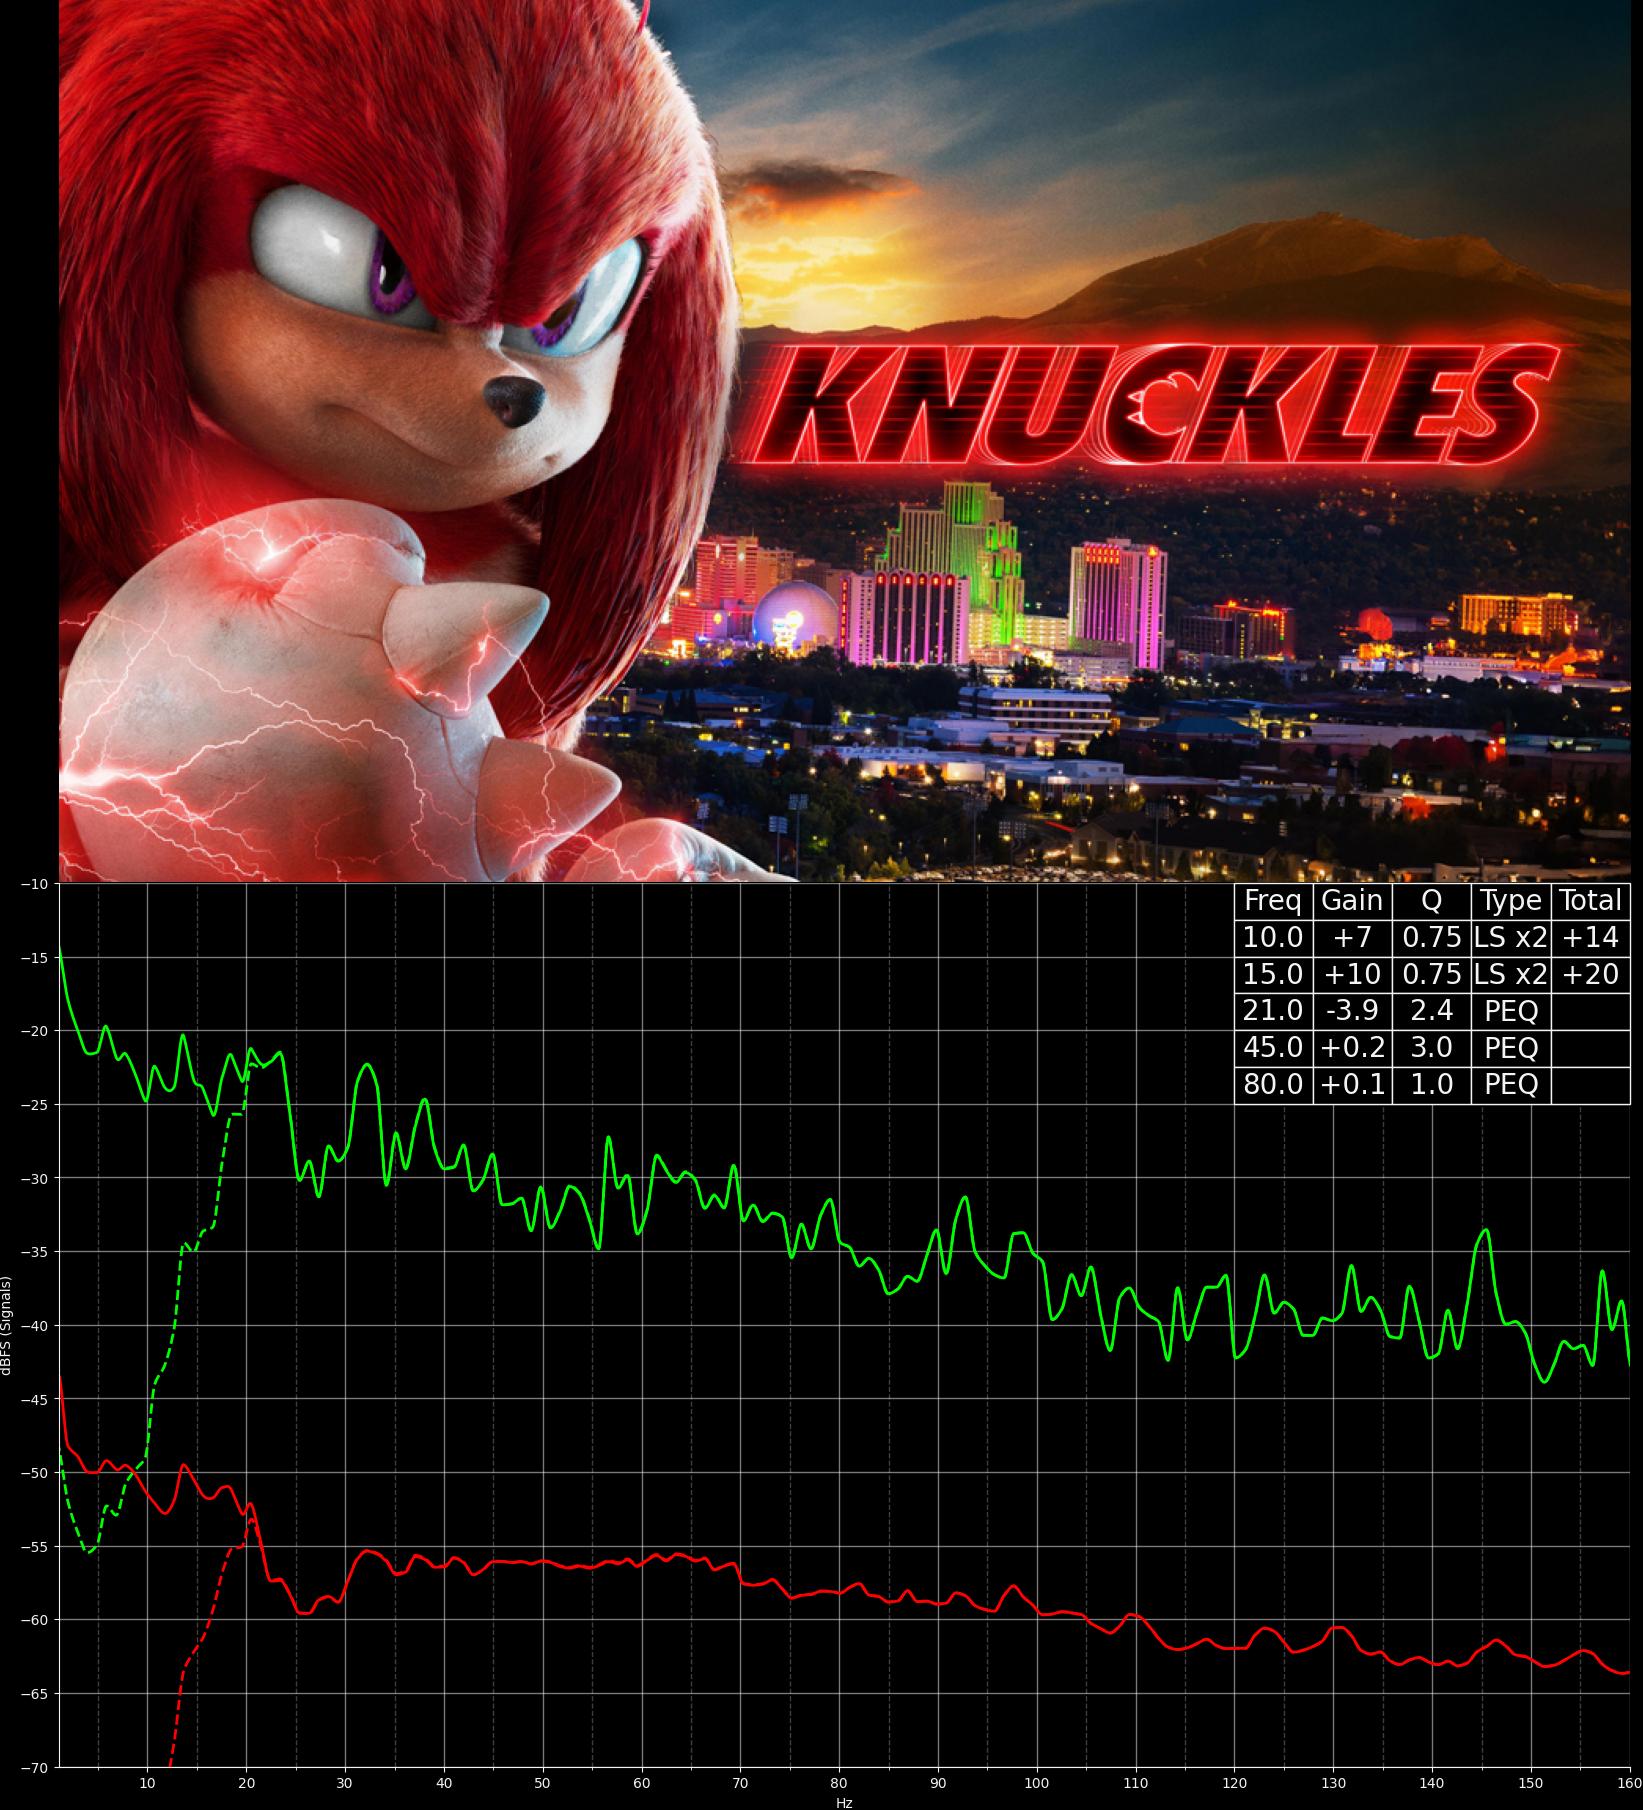 KNUCKLES
Freq Gain Q Type Total
10.0 +7 0.75 LS x2 +14
15.0 +10 0.75 LS x2 +20
21.0 -3.9 2.4 PEQ
45.0 +0.2 3.0 PEQ
80.0 +0.1 1.0 PEQ
−10
−15
−20
−25
−30
−35
−40
−45
−50
−55
−60
−65
−70
dBFS (Signals)
10 20 30 40 50 60 70 80 90 100 110 120 130 140 150 160
Hz